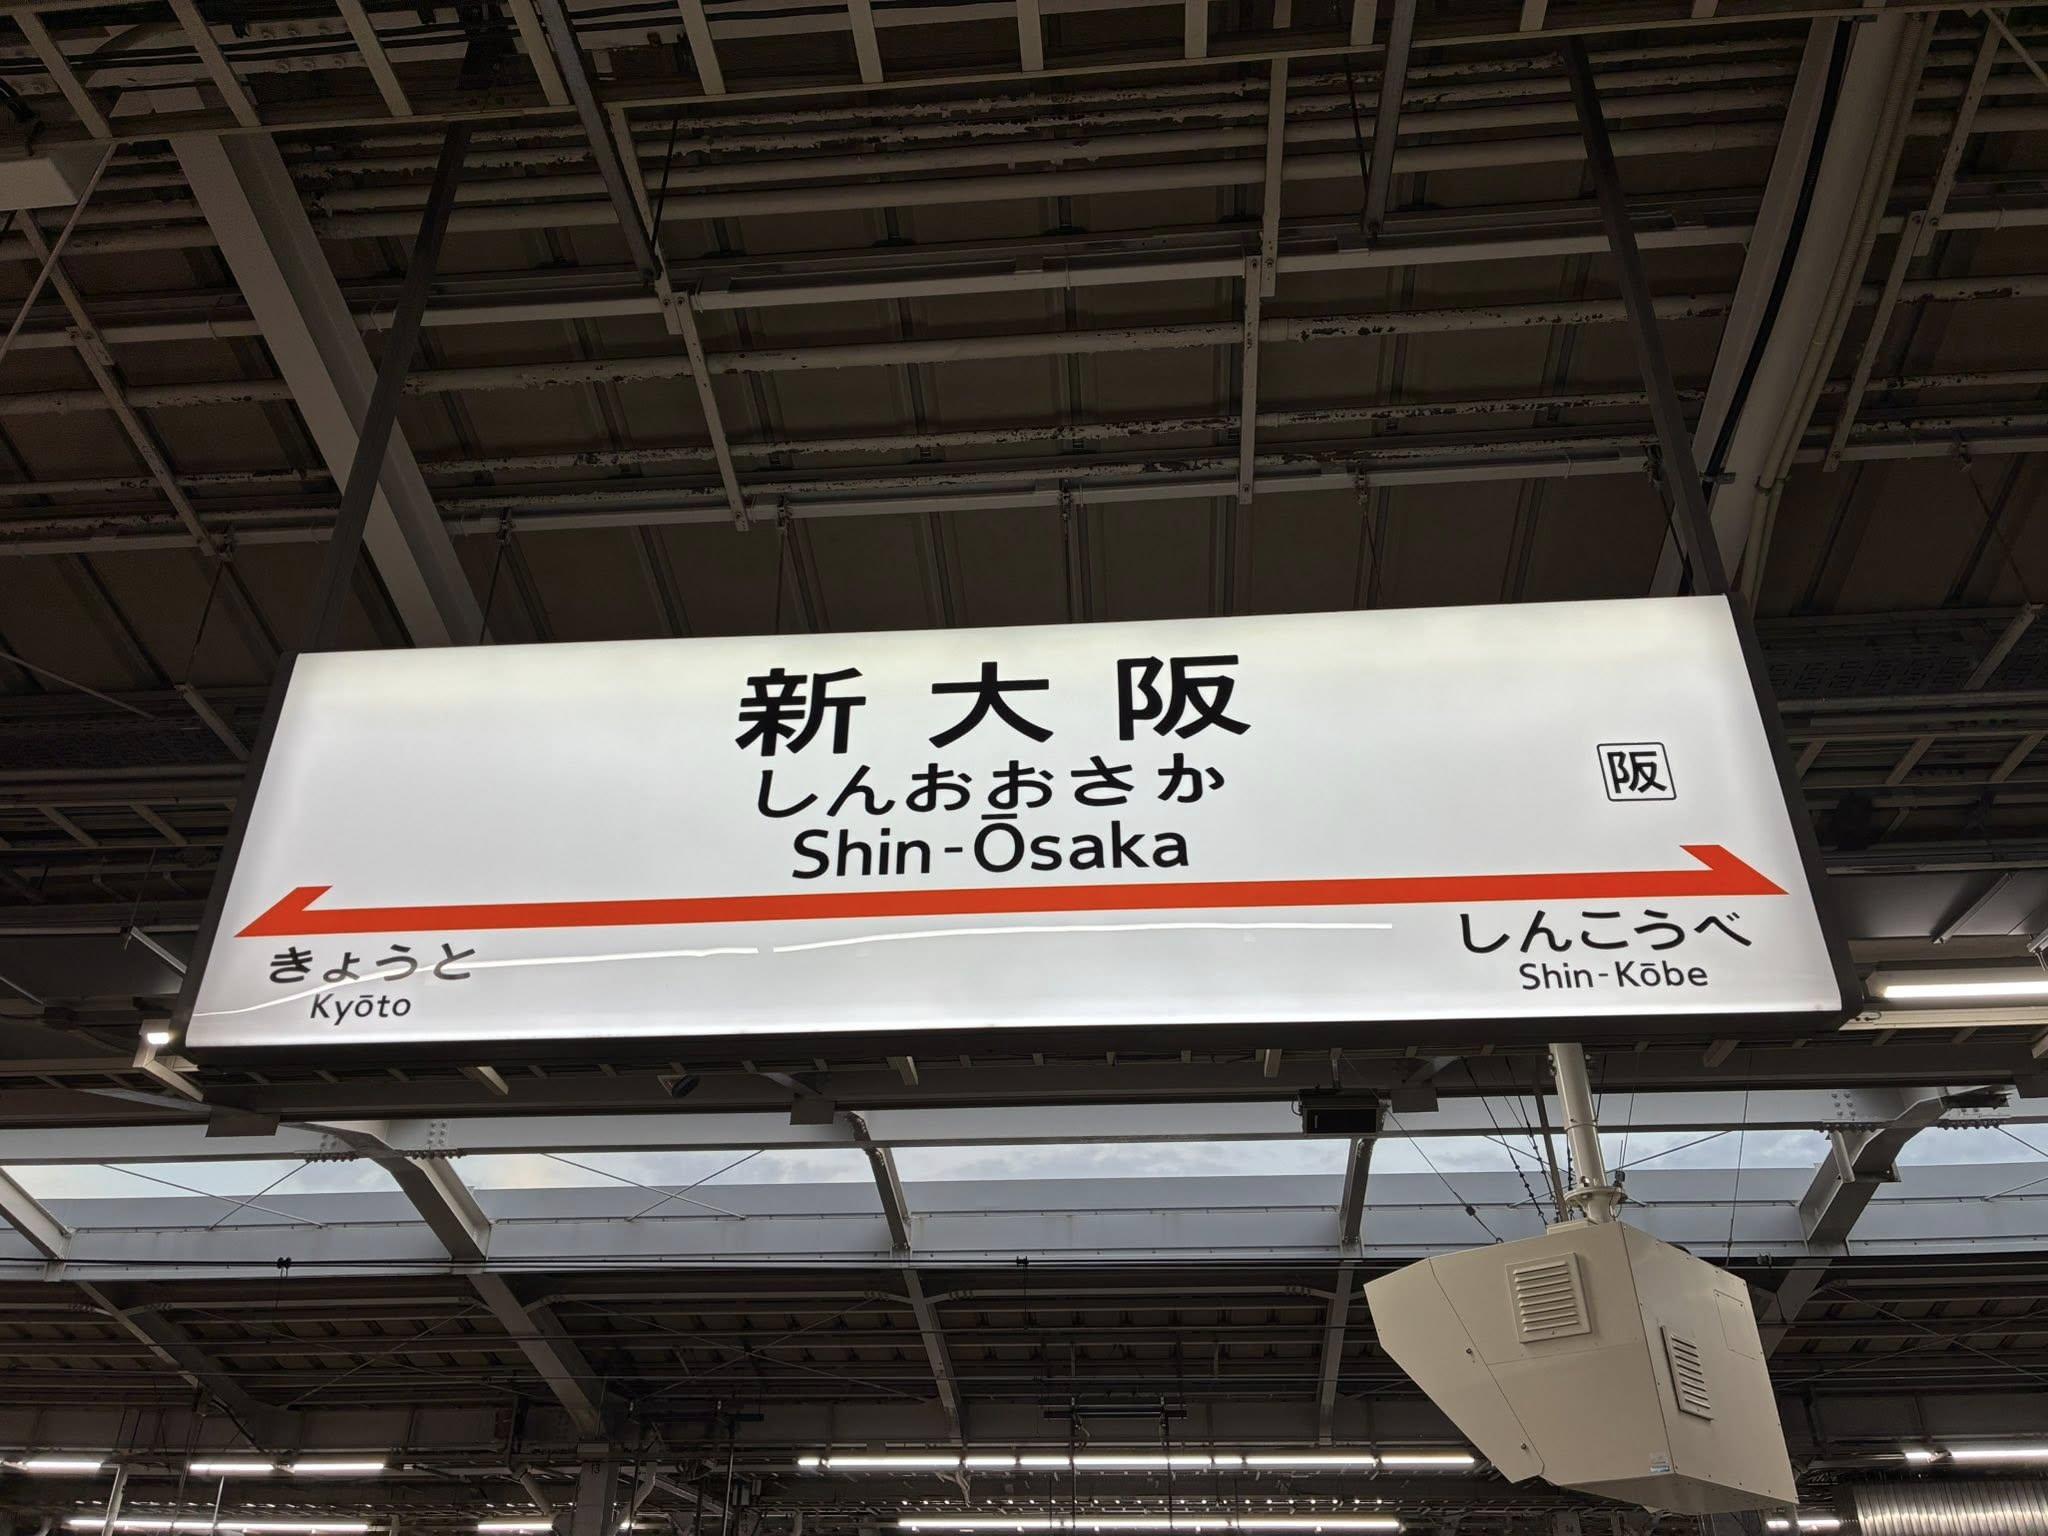 新大阪
しんおおさか
Shin-Ōsaka
阪
きょうと
Kyōto
しんこうべ
Shin-Kōbe